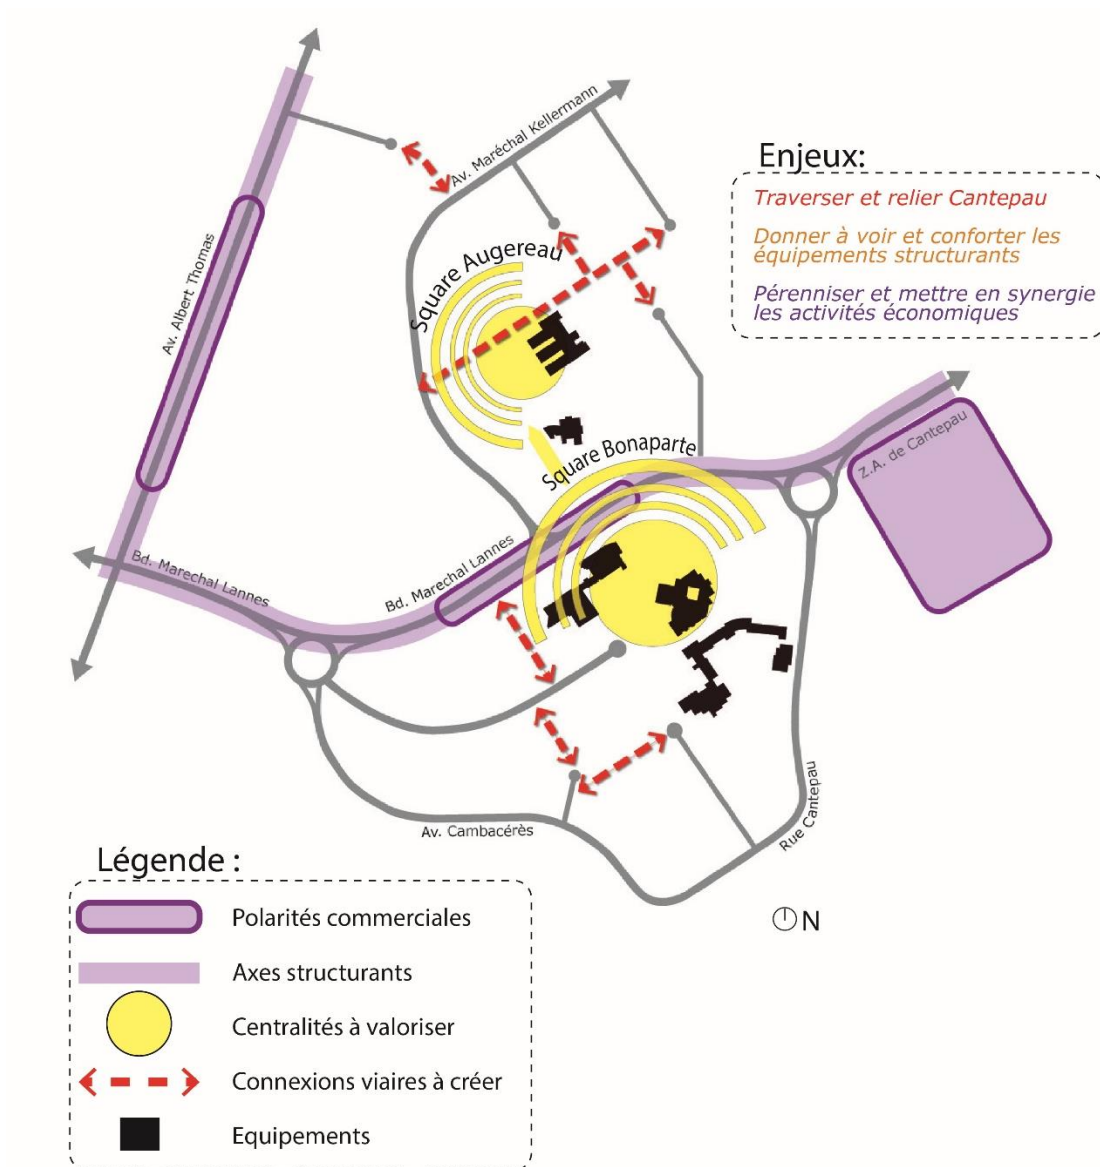 Av. Maréchal Kellermann
Enjeux:
Traverser et relier Cantepau
Donner à voir et conforter les
équipements structurants
Pérenniser et mettre en synergie
les activités économiques
Av. Albert Thomas
Square Augereau
Square Bonaparte
Z.A. de Cantepau
Bd. Marechal Lannes
Bd. Marechal Lannes
Av. Cambacérès
Rue Cantepau
N
Légende :
Polarités commerciales
Axes structurants
Centralités à valoriser
Connexions viaires à créer
Equipements